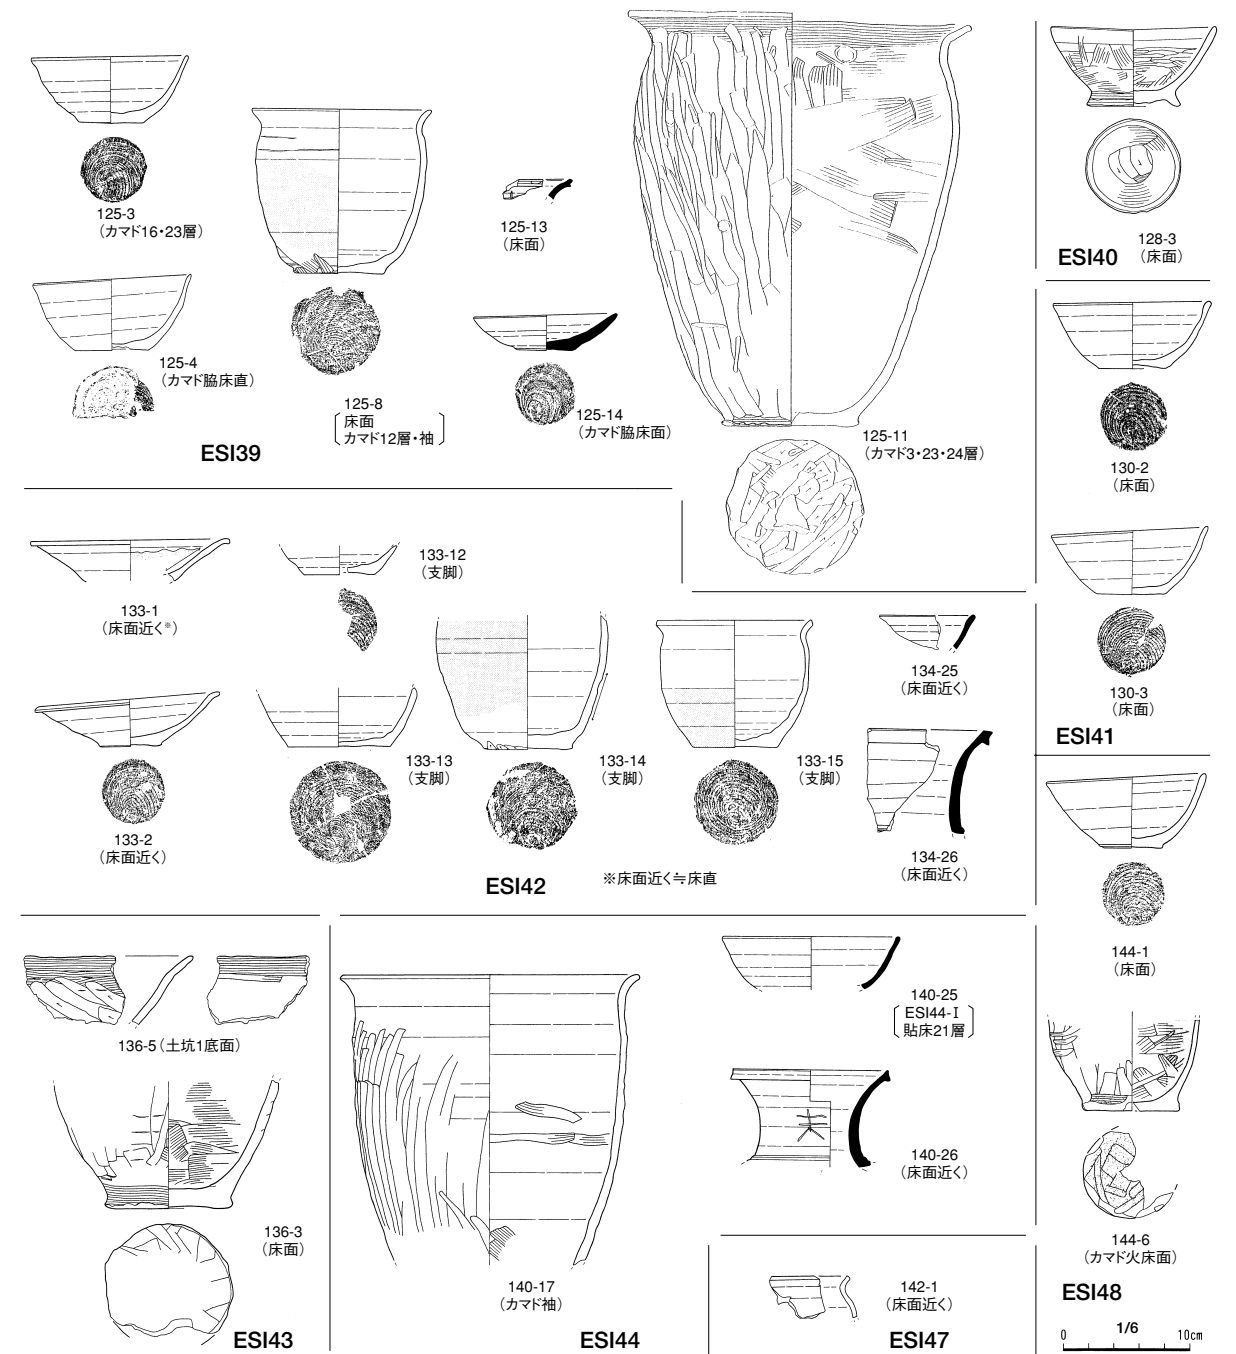 125-3
（カマド16・23層）
125-4
（カマド脇床直）
125-8
床面
カマド12層・袖
125-13
（床面）
125-14
（カマド脇床面）
125-11
（カマド3・23・24層）
ESI39
128-3
（床面）
ESI40
130-2
（床面）
130-3
（床面）
ESI41
133-1
（床面近く※）
133-12
（支脚）
133-2
（床面近く）
133-13
（支脚）
133-14
（支脚）
133-15
（支脚）
134-25
（床面近く）
134-26
（床面近く）
ESI42
※床面近く≒床直
136-5（土坑1底面）
136-3
（床面）
ESI43
140-17
（カマド袖）
140-25
ESI44-I
貼床21層
140-26
（床面近く）
ESI44
142-1
（床面近く）
ESI47
144-1
（床面）
144-6
（カマド火床面）
ESI48
1/6
0 10cm